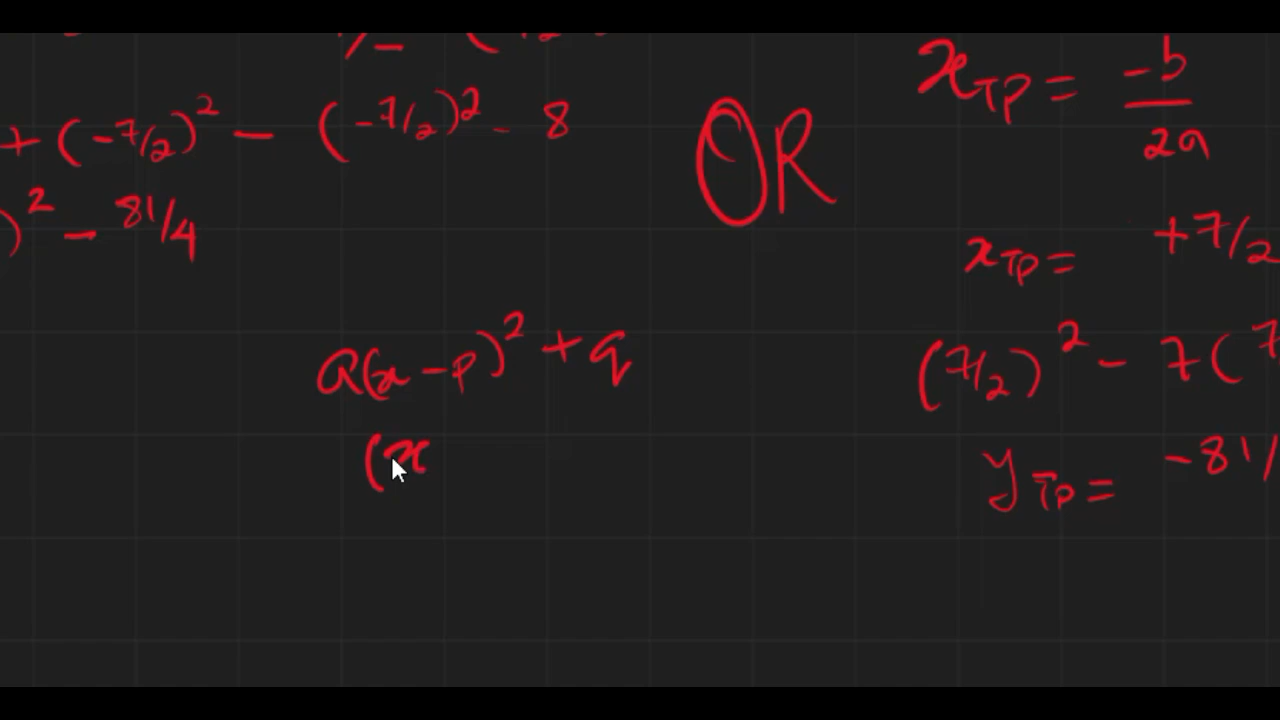 + (-7/2)² - (-7/2)² - 8
)² - 81/4
OR
a(x - p)² + q
(x
x_TP = -b/2a
x_TP = +7/2
(7/2)² - 7(7
y_TP = -81/